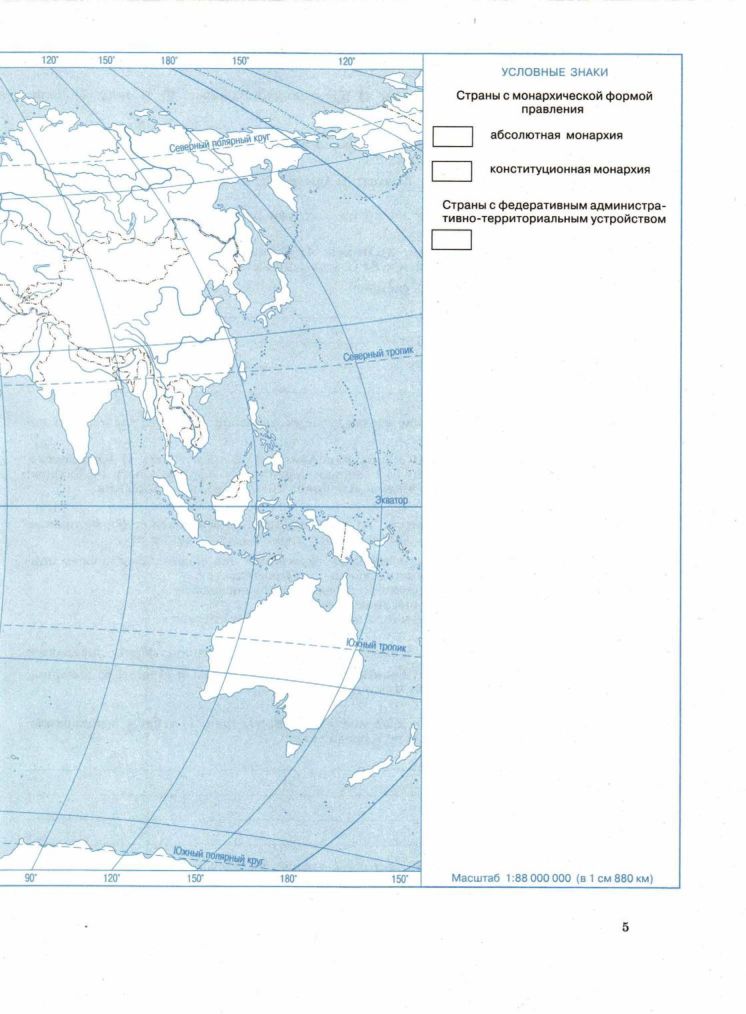 120° 150° 180° 150° 120°
УСЛОВНЫЕ ЗНАКИ
Страны с монархической формой
правления
абсолютная монархия
конституционная монархия
Страны с федеративным администра-
тивно-территориальным устройством
Северный полярный круг
Северный тропик
Экватор
Южный тропик
Южный полярный круг
90° 120° 150° 180° 150°
Масштаб 1:88 000 000 (в 1 см 880 км)
5